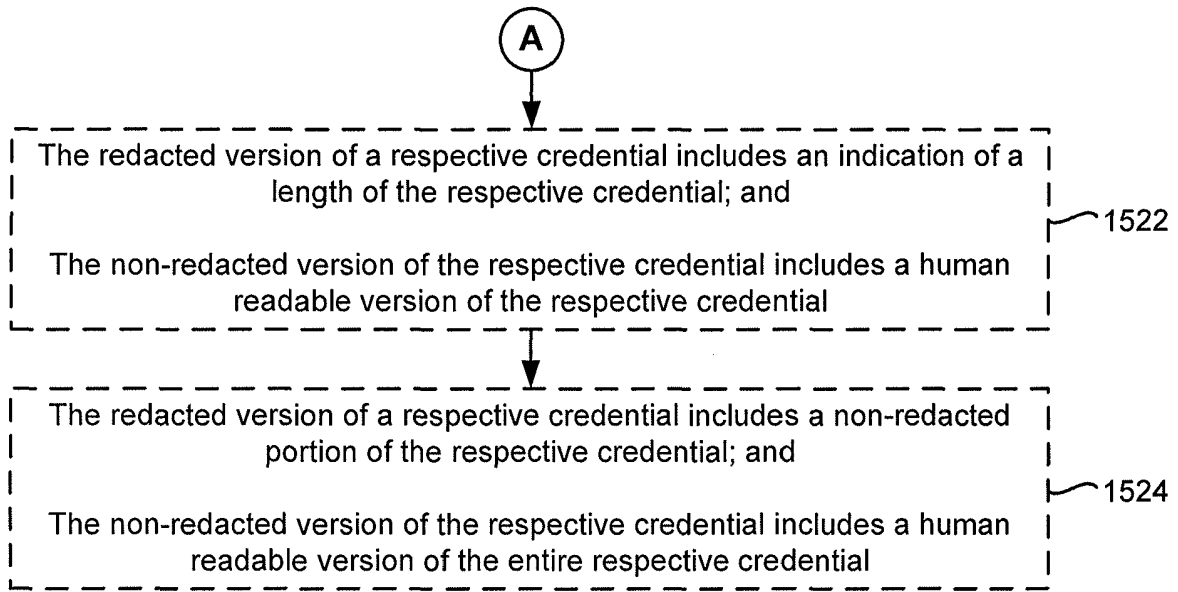 A
The redacted version of a respective credential includes an indication of a
length of the respective credential; and
The non-redacted version of the respective credential includes a human
readable version of the respective credential
1522
The redacted version of a respective credential includes a non-redacted
portion of the respective credential; and
The non-redacted version of the respective credential includes a human
readable version of the entire respective credential
1524